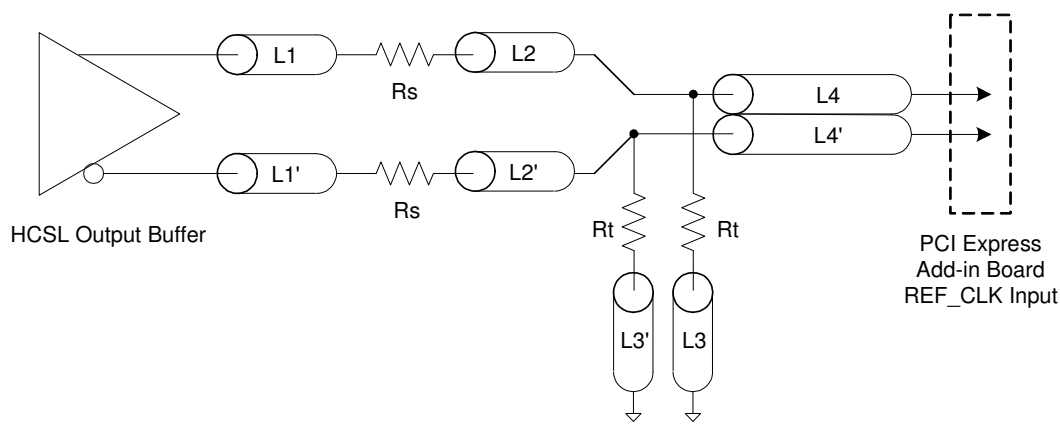 L1
Rs
L2
L4
L4'
L1'
Rs
L2'
HCSL Output Buffer
Rt
Rt
L3'
L3
PCI Express
Add-in Board
REF_CLK Input